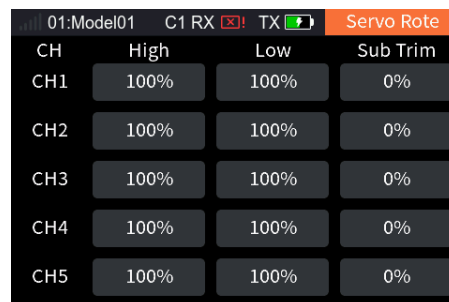 01:Model01 C1 RX ! TX Servo Rote
CH High Low Sub Trim
CH1 100% 100% 0%
CH2 100% 100% 0%
CH3 100% 100% 0%
CH4 100% 100% 0%
CH5 100% 100% 0%